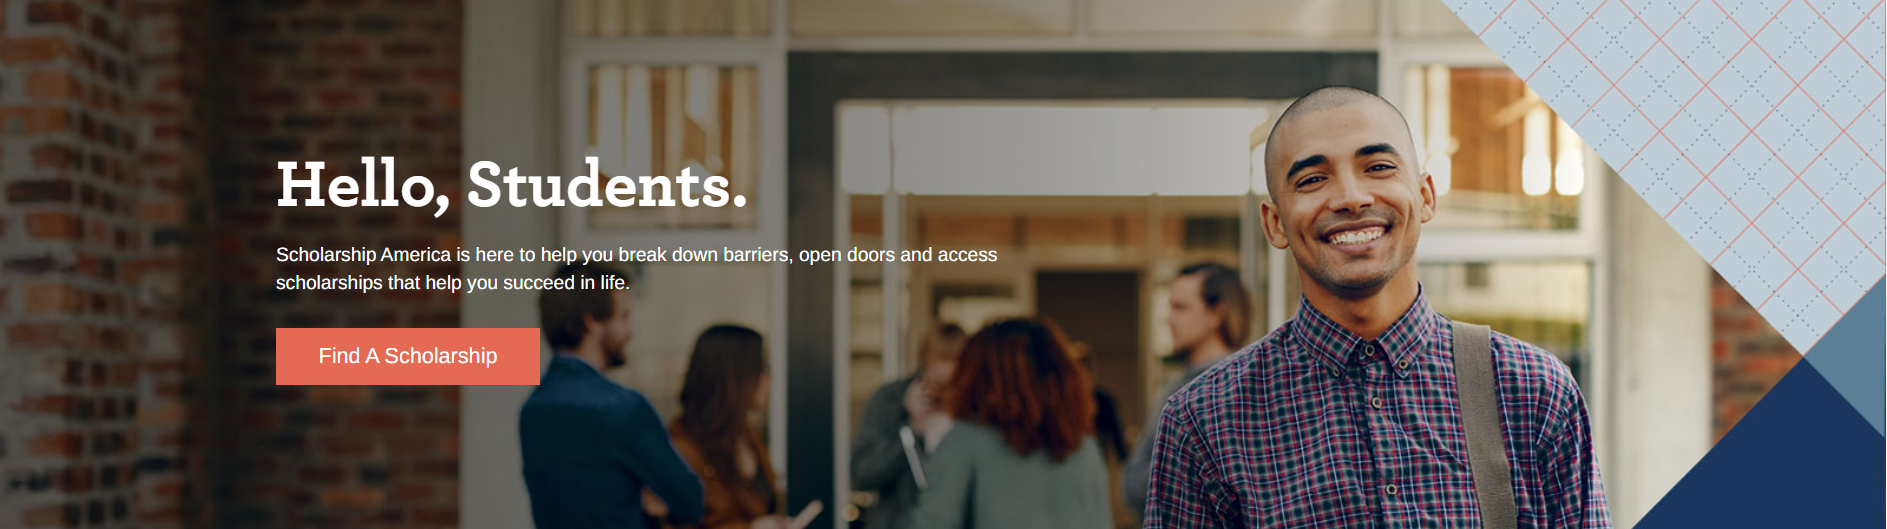 Hello, Students.
Scholarship America is here to help you break down barriers, open doors and access
scholarships that help you succeed in life.
Find A Scholarship